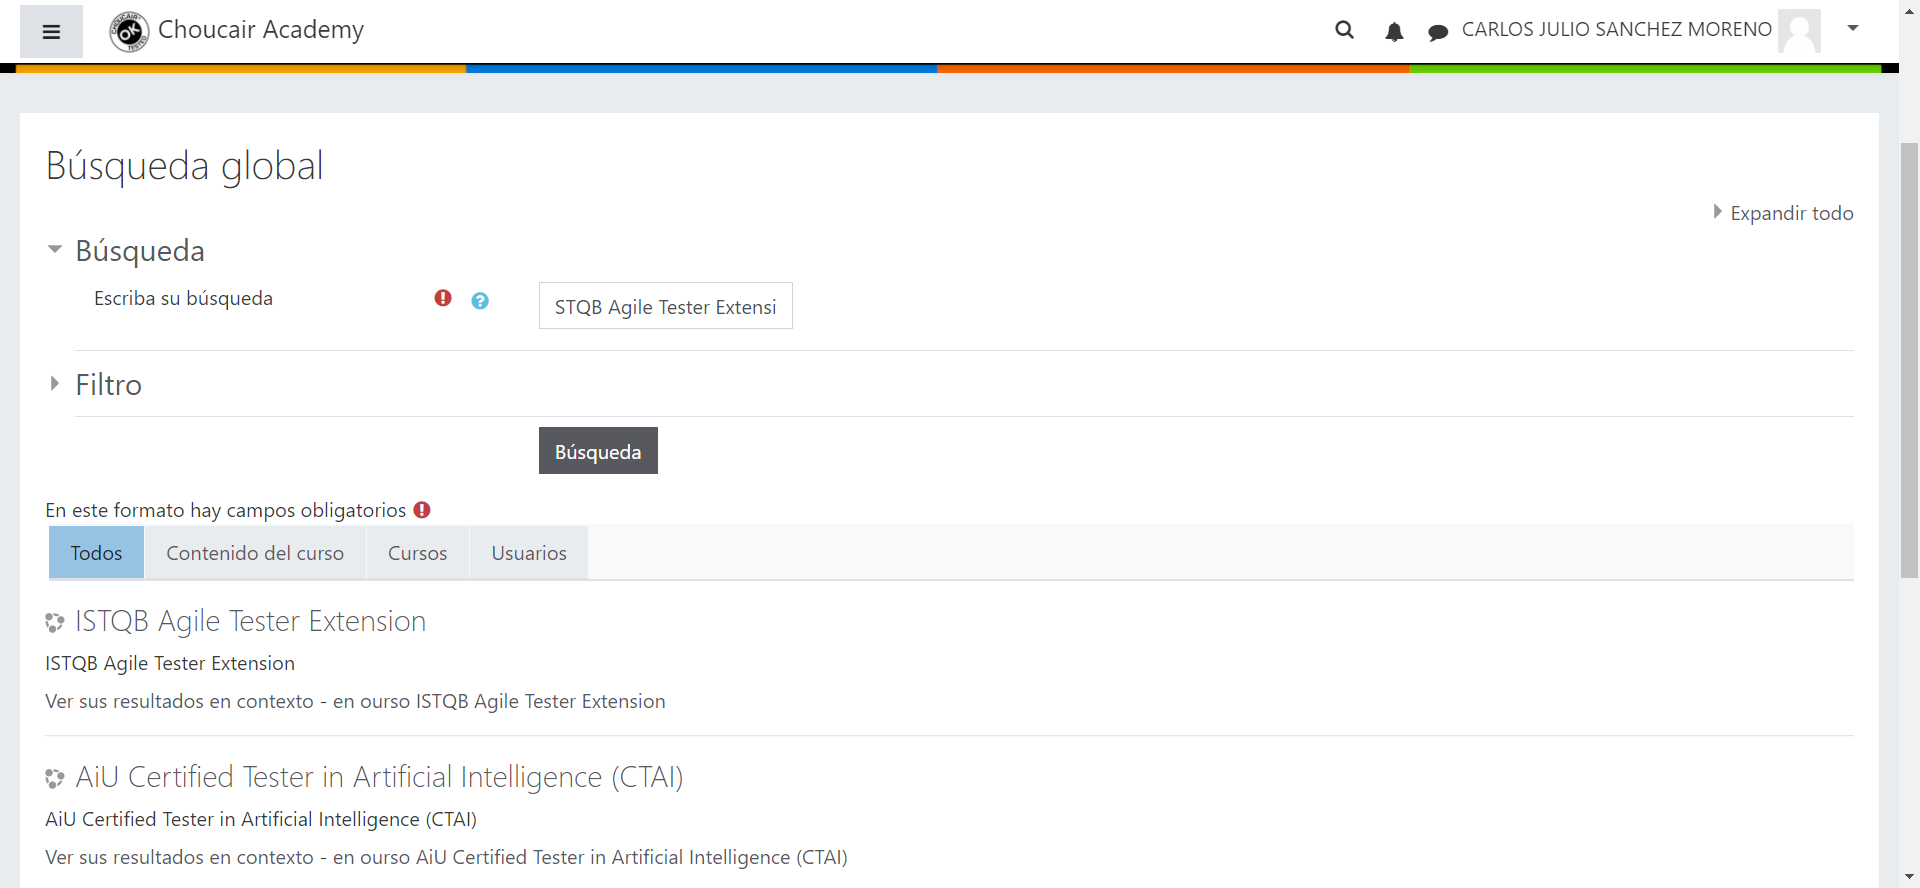 Choucair Academy
CARLOS JULIO SANCHEZ MORENO
Búsqueda global
Expandir todo
Búsqueda
Escriba su búsqueda
STQB Agile Tester Extensi
Filtro
Búsqueda
En este formato hay campos obligatorios
Todos Contenido del curso Cursos Usuarios
ISTQB Agile Tester Extension
ISTQB Agile Tester Extension
Ver sus resultados en contexto - en ourso ISTQB Agile Tester Extension
AiU Certified Tester in Artificial Intelligence (CTAI)
AiU Certified Tester in Artificial Intelligence (CTAI)
Ver sus resultados en contexto - en ourso AiU Certified Tester in Artificial Intelligence (CTAI)